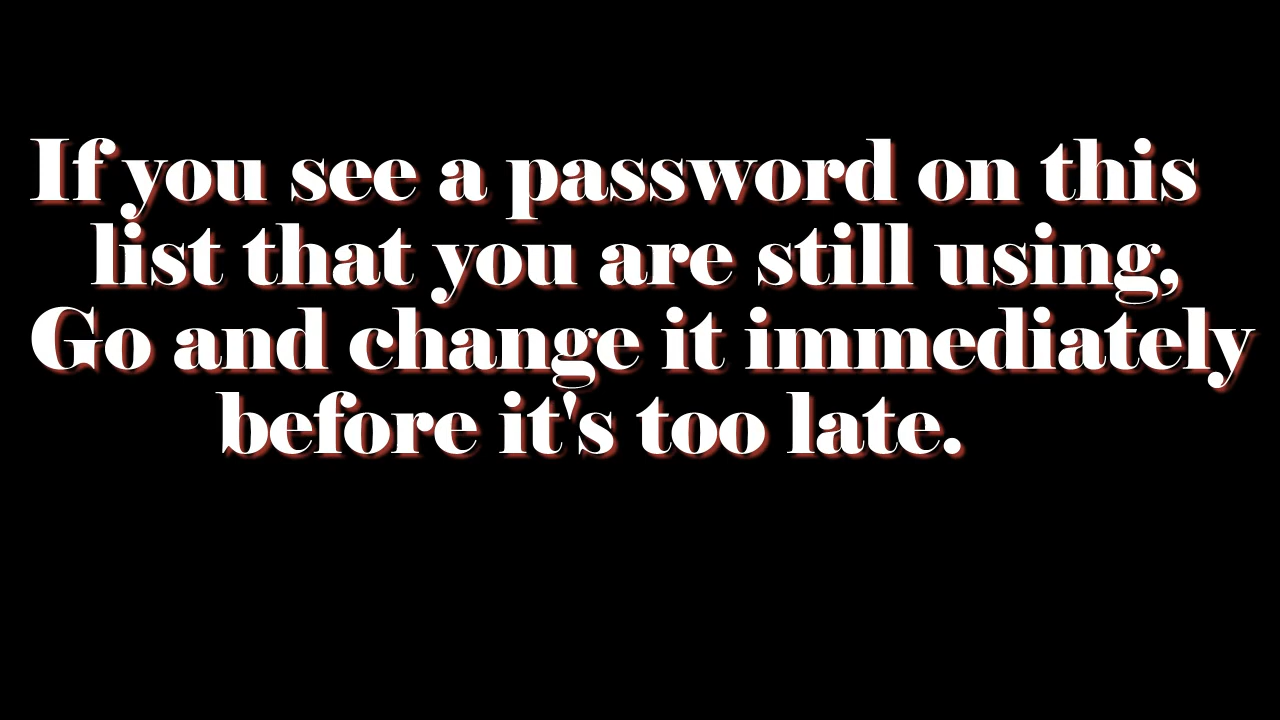 If you see a password on this
list that you are still using,
Go and change it immediately
before it's too late.